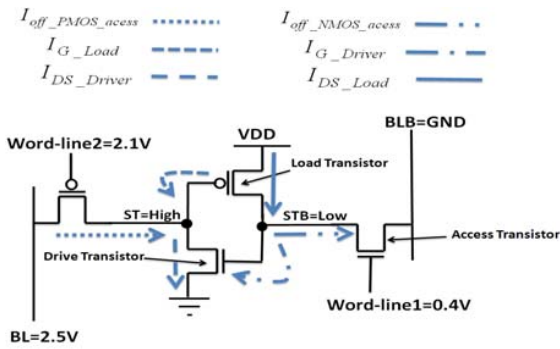 I_off_PMOS_acess
I_off_NMOS_acess
I_G_Load
I_G_Driver
I_DS_Driver
I_DS_Load
BLB=GND
Word-line2=2.1V
VDD
Load Transistor
ST=High
STB=Low
Access Transistor
Drive Transistor
Word-line1=0.4V
BL=2.5V